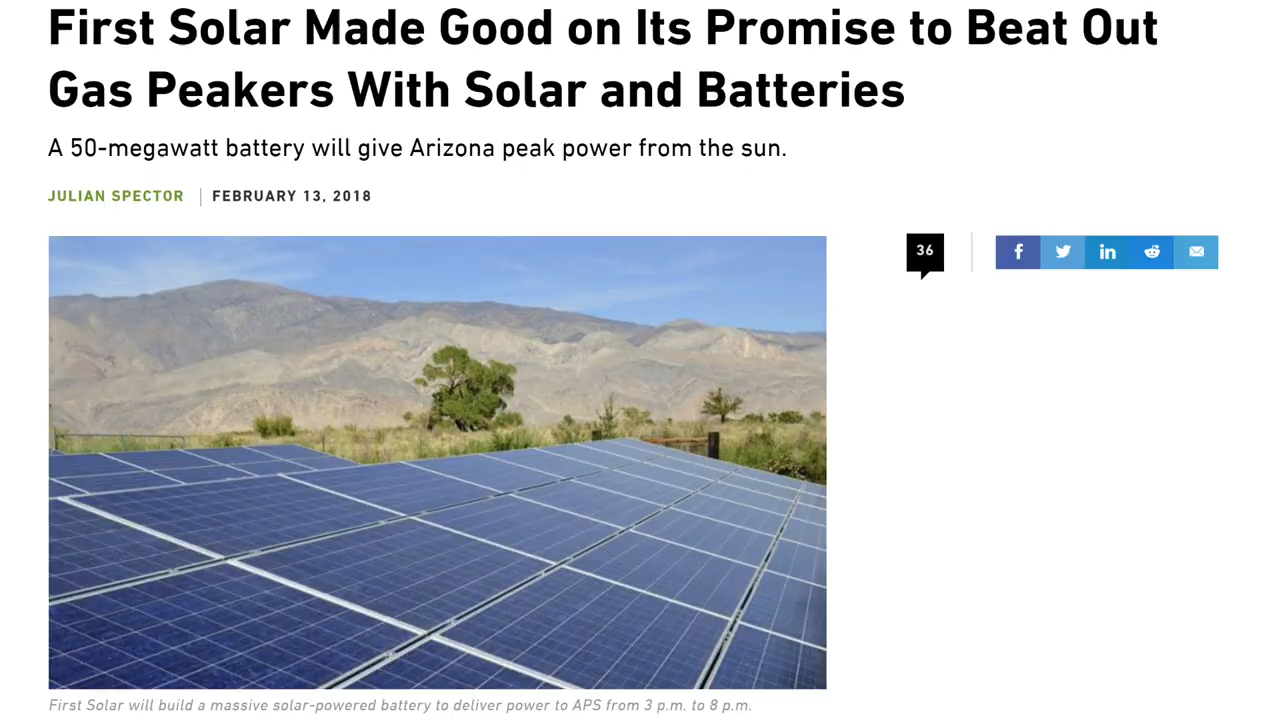 First Solar Made Good on Its Promise to Beat Out
Gas Peakers With Solar and Batteries
A 50-megawatt battery will give Arizona peak power from the sun.
JULIAN SPECTOR | FEBRUARY 13, 2018
36
f
in
First Solar will build a massive solar-powered battery to deliver power to APS from 3 p.m. to 8 p.m.